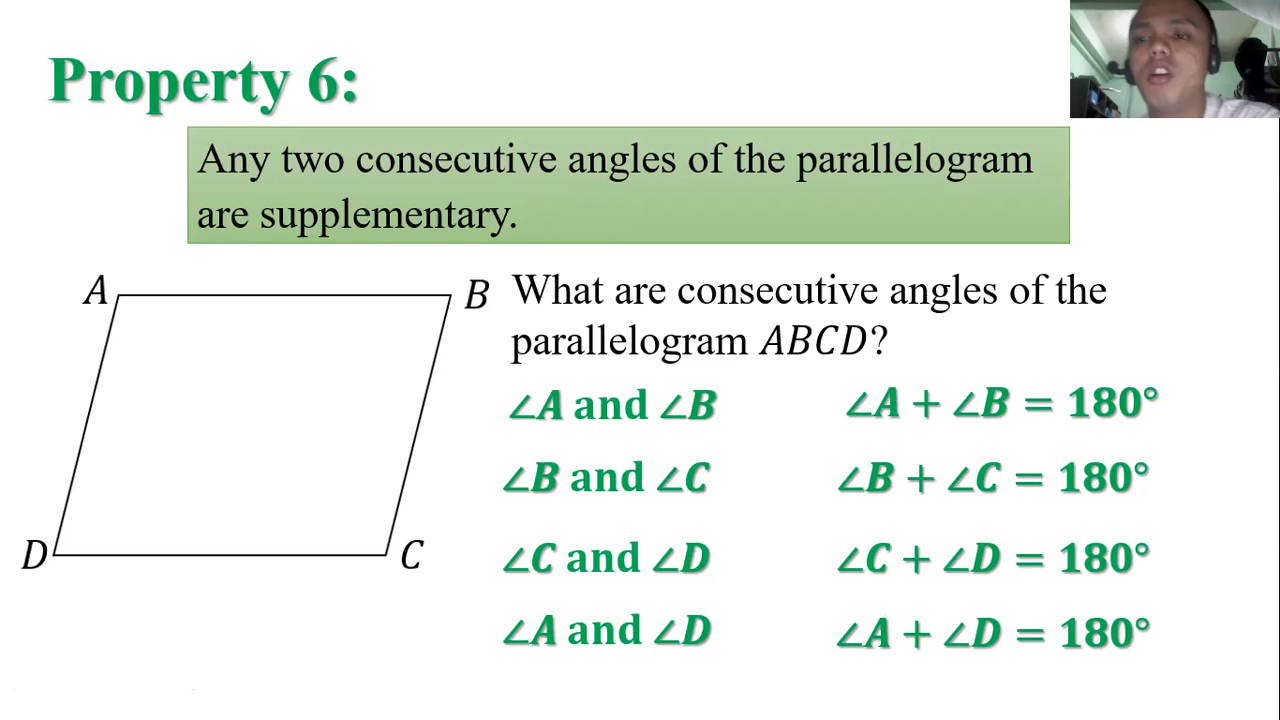 Property 6:
Any two consecutive angles of the parallelogram
are supplementary.
A
B
What are consecutive angles of the
parallelogram ABCD?
∠A and ∠B
∠A + ∠B = 180°
∠B and ∠C
∠B + ∠C = 180°
D
C
∠C and ∠D
∠C + ∠D = 180°
∠A and ∠D
∠A + ∠D = 180°